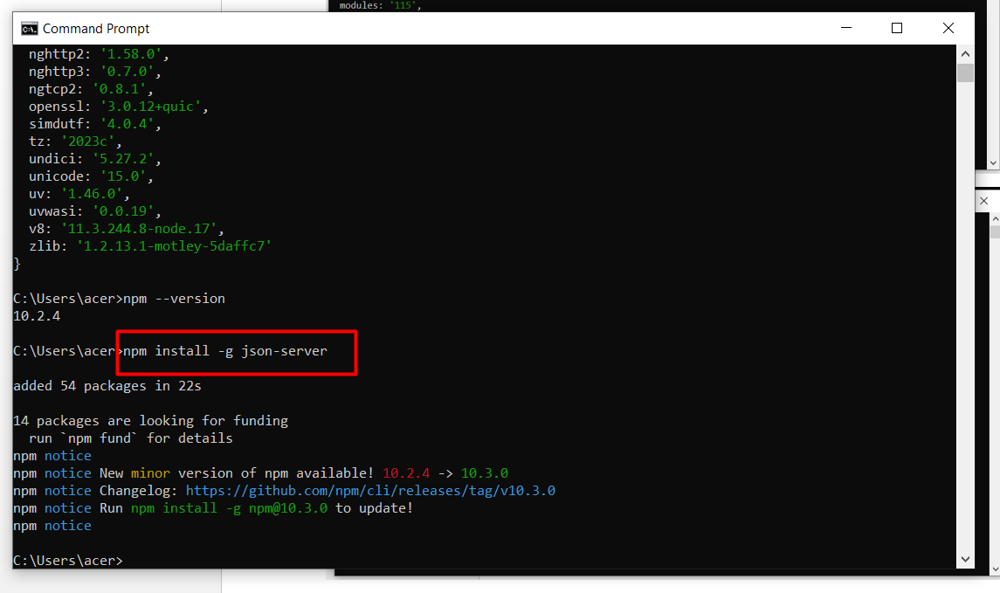 modules: '115',
Command Prompt
nghttp2: '1.58.0',
nghttp3: '0.7.0',
ngtcp2: '0.8.1',
openssl: '3.0.12+quic',
simdutf: '4.0.4',
tz: '2023c',
undici: '5.27.2',
unicode: '15.0',
uv: '1.46.0',
uvwasi: '0.0.19',
v8: '11.3.244.8-node.17',
zlib: '1.2.13.1-motley-5daffc7'
}
C:\Users\acer>npm --version
10.2.4
C:\Users\acer>npm install -g json-server
added 54 packages in 22s
14 packages are looking for funding
run `npm fund` for details
npm notice
npm notice New minor version of npm available! 10.2.4 -> 10.3.0
npm notice Changelog: https://github.com/npm/cli/releases/tag/v10.3.0
npm notice Run npm install -g npm@10.3.0 to update!
npm notice
C:\Users\acer>